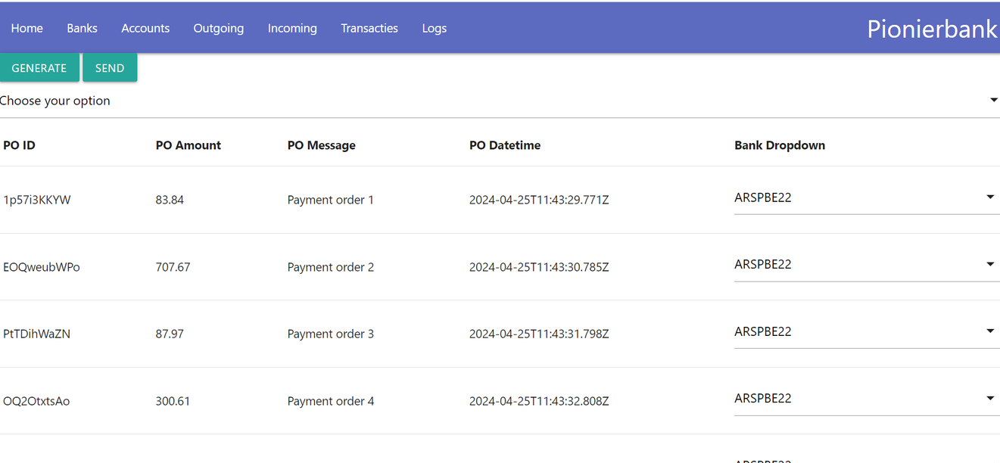 Home Banks Accounts Outgoing Incoming Transacties Logs Pionierbank
GENERATE SEND
Choose your option
PO ID PO Amount PO Message PO Datetime Bank Dropdown
1p57i3KKYW 83.84 Payment order 1 2024-04-25T11:43:29.771Z ARSPBE22
EOQweubWPo 707.67 Payment order 2 2024-04-25T11:43:30.785Z ARSPBE22
PtTDihWaZN 87.97 Payment order 3 2024-04-25T11:43:31.798Z ARSPBE22
OQ2OtxtsAo 300.61 Payment order 4 2024-04-25T11:43:32.808Z ARSPBE22